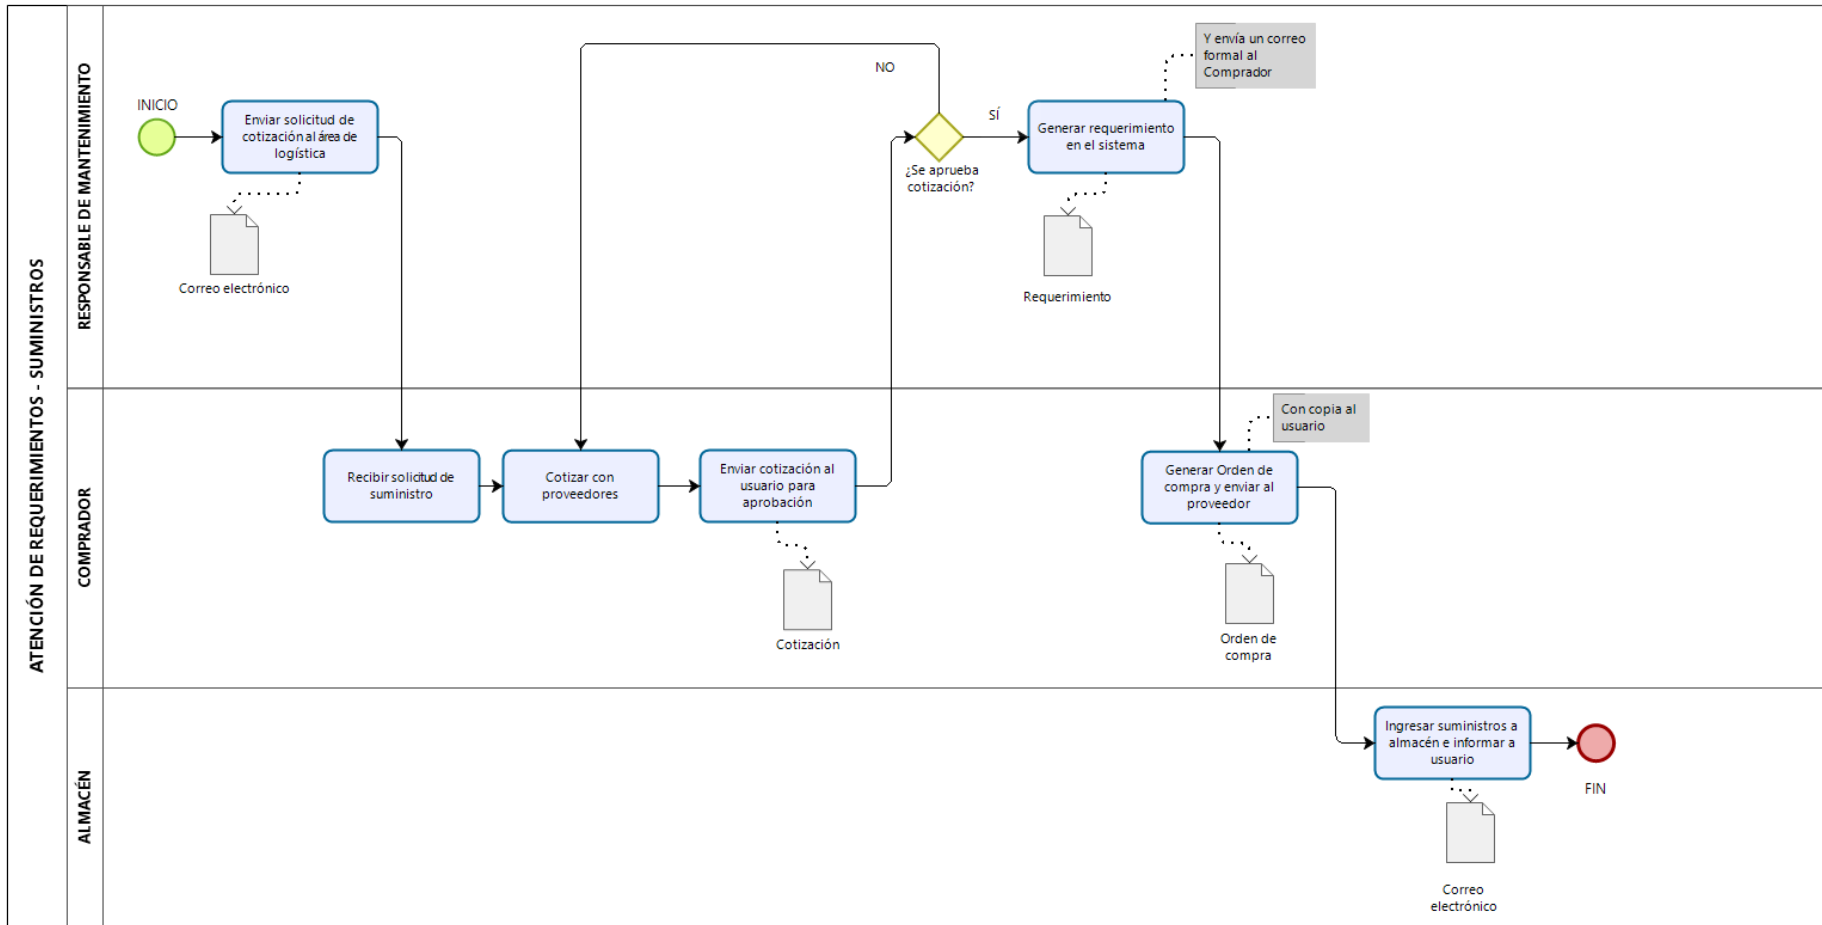 ATENCIÓN DE REQUERIMIENTOS - SUMINISTROS
RESPONSABLE DE MANTENIMIENTO
INICIO
Enviar solicitud de
cotización al área de
logística
Correo electrónico
NO
¿Se aprueba
cotización?
SÍ
Generar requerimiento
en el sistema
Y envía un correo
formal al
Comprador
Requerimiento
COMPRADOR
Recibir solicitud de
suministro
Cotizar con
proveedores
Enviar cotización al
usuario para
aprobación
Cotización
Con copia al
usuario
Generar Orden de
compra y enviar al
proveedor
Orden de
compra
ALMACÉN
Ingresar suministros a
almacén e informar a
usuario
Correo
electrónico
FIN